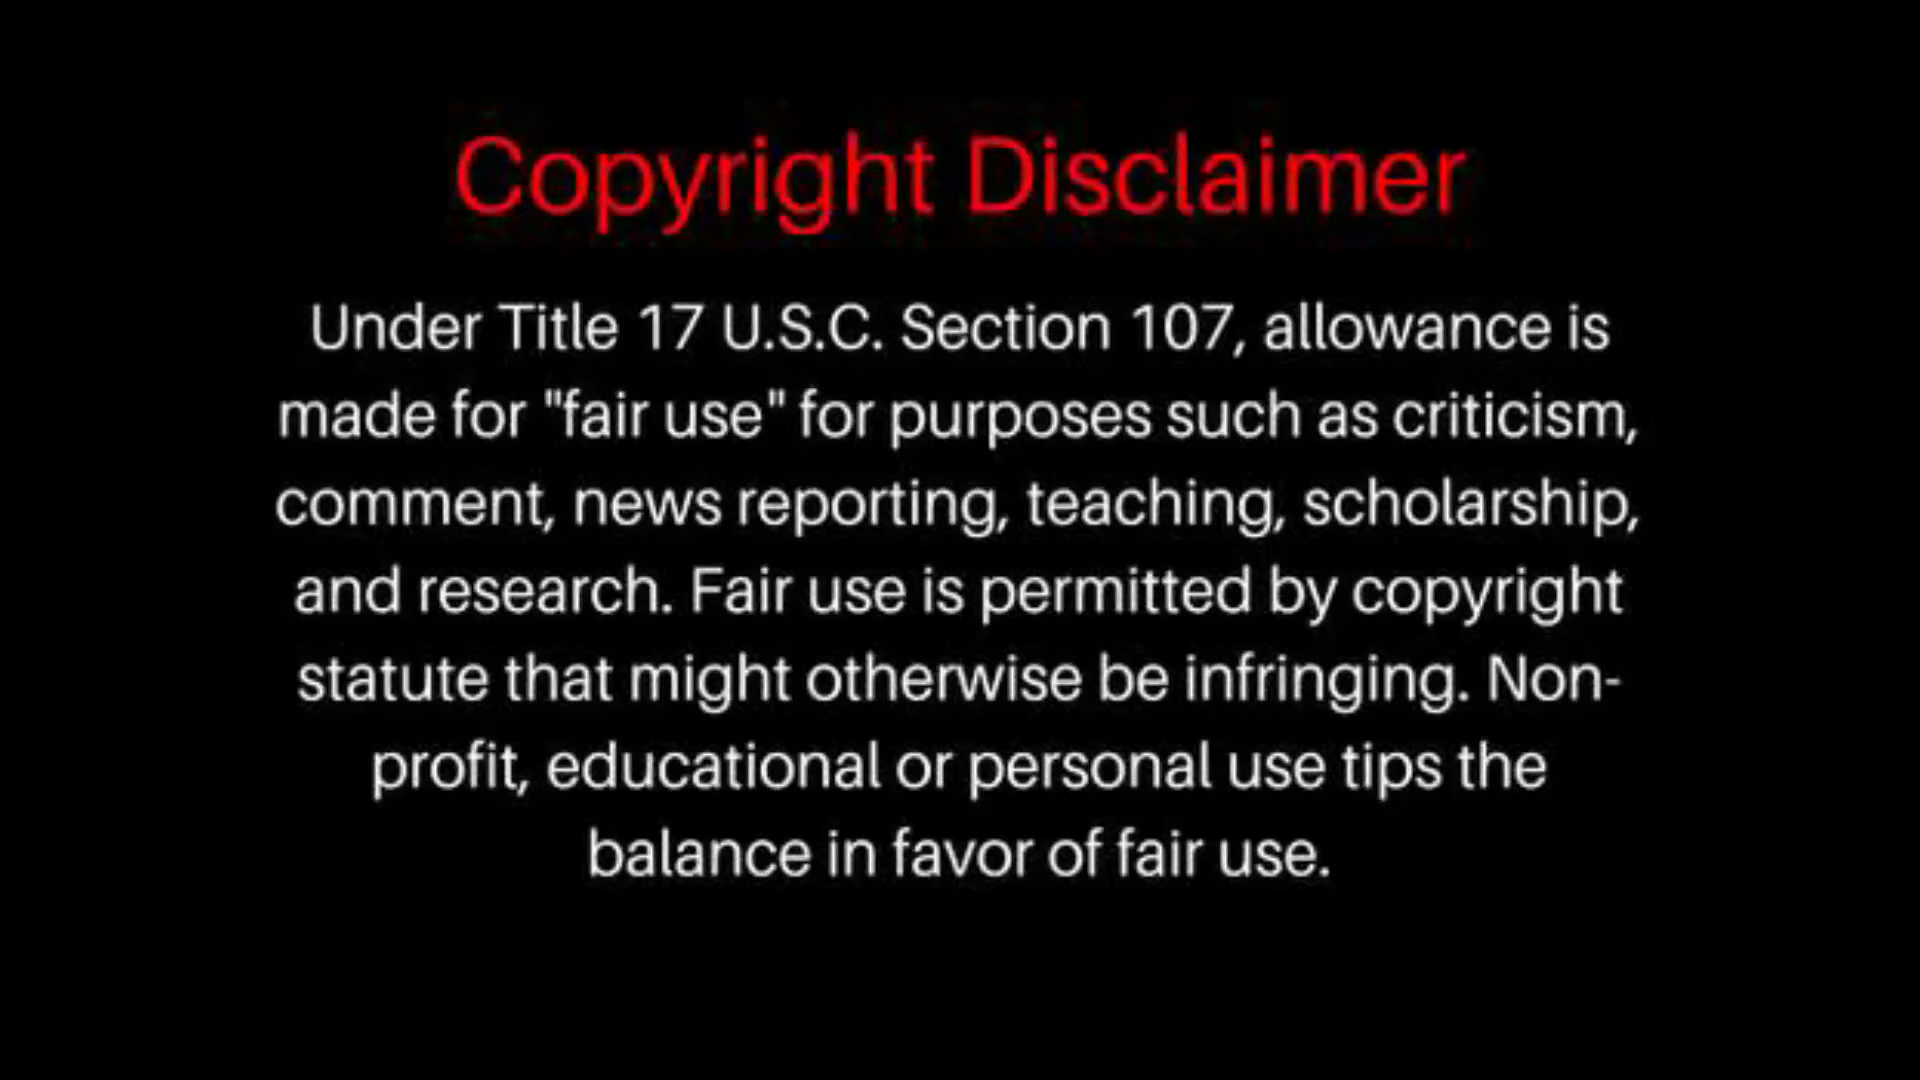 Copyright Disclaimer
Under Title 17 U.S.C. Section 107, allowance is
made for "fair use" for purposes such as criticism,
comment, news reporting, teaching, scholarship,
and research. Fair use is permitted by copyright
statute that might otherwise be infringing. Non-
profit, educational or personal use tips the
balance in favor of fair use.